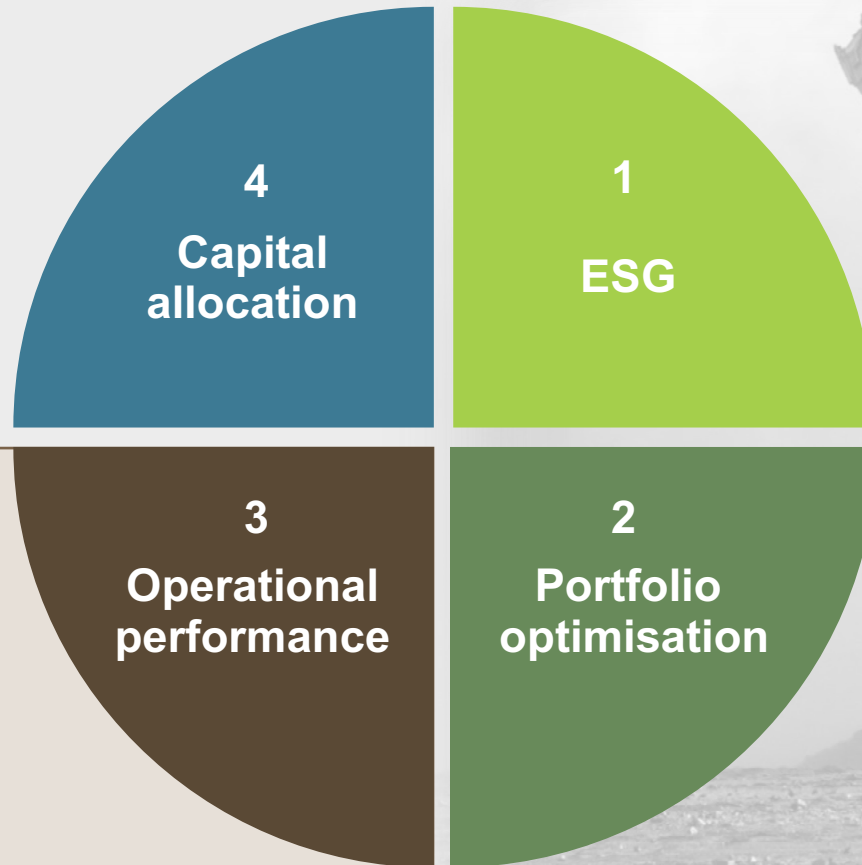 4
Capital
allocation
1
ESG
3
Operational
performance
2
Portfolio
optimisation